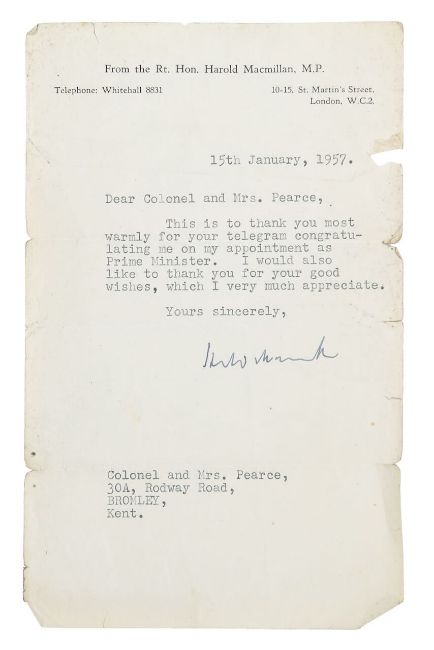 From the Rt. Hon. Harold Macmillan, M.P.
Telephone: Whitehall 8831
10-15, St. Martin's Street,
London, W.C.2.
15th January, 1957.
Dear Colonel and Mrs. Pearce,
This is to thank you most
warmly for your telegram congratu-
lating me on my appointment as
Prime Minister. I would also
like to thank you for your good
wishes, which I very much appreciate.
Yours sincerely,
Harold Macmillan
Colonel and Mrs. Pearce,
30A, Rodway Road,
BROMLEY,
Kent.